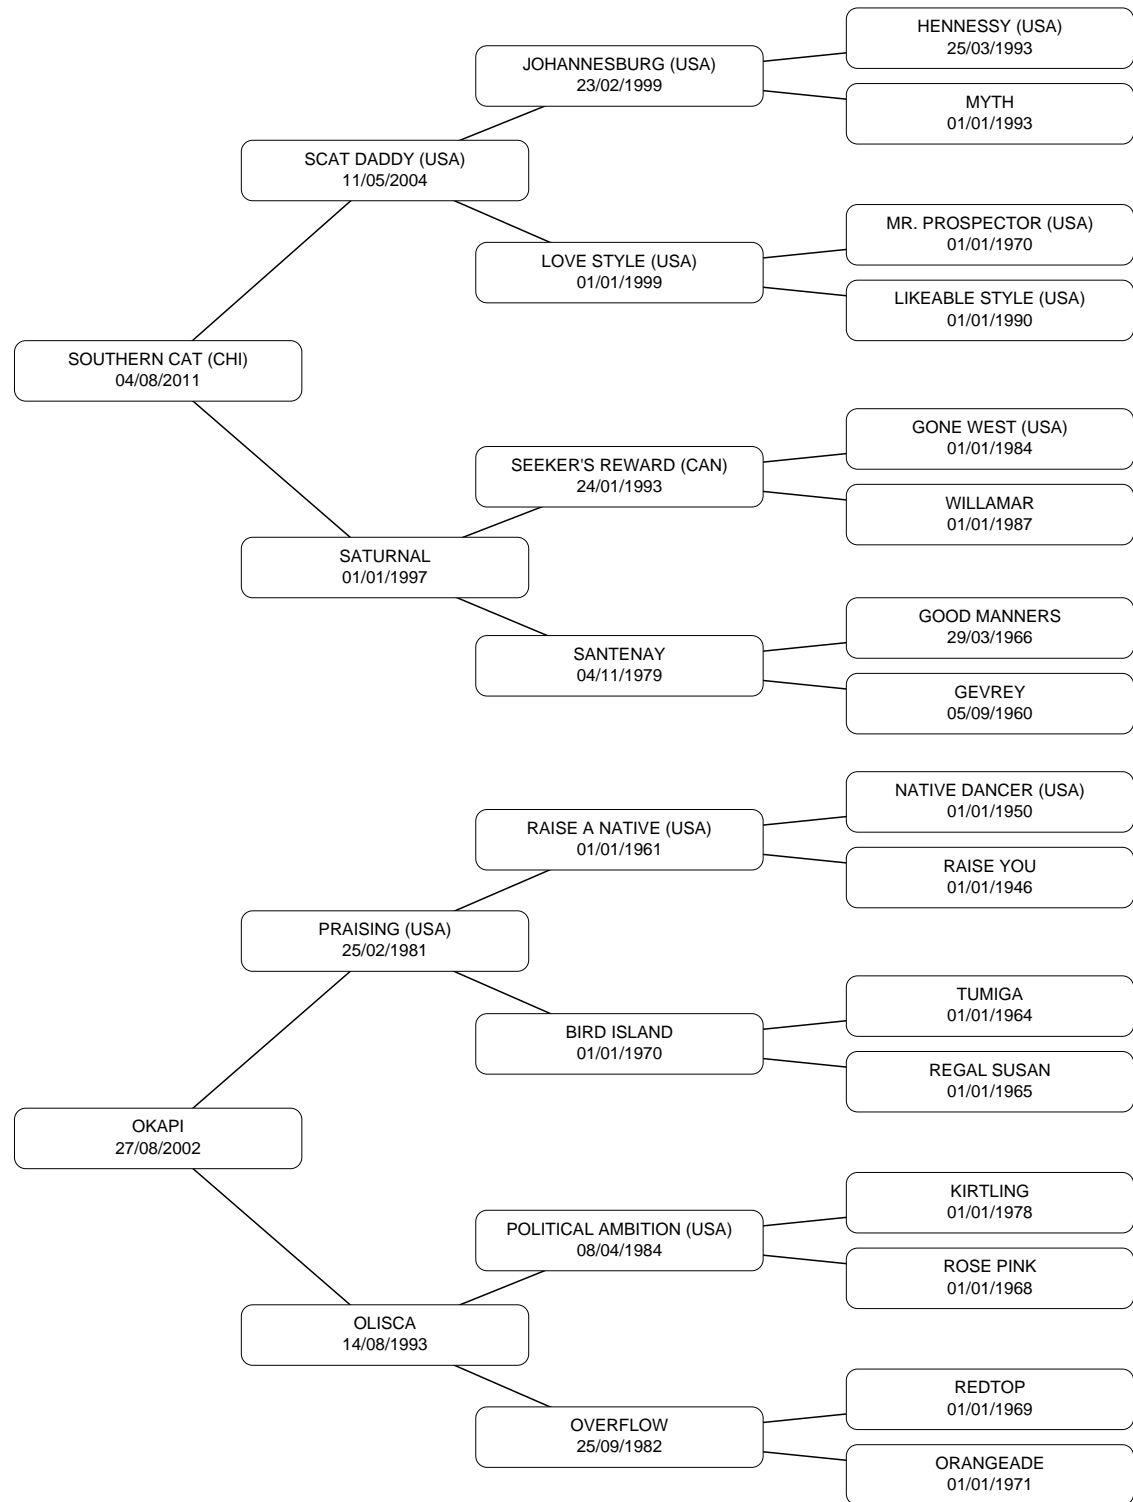 HENNESSY (USA)
25/03/1993
JOHANNESBURG (USA)
23/02/1999
MYTH
01/01/1993
SCAT DADDY (USA)
11/05/2004
MR. PROSPECTOR (USA)
01/01/1970
LOVE STYLE (USA)
01/01/1999
LIKEABLE STYLE (USA)
01/01/1990
SOUTHERN CAT (CHI)
04/08/2011
GONE WEST (USA)
01/01/1984
SEEKER'S REWARD (CAN)
24/01/1993
WILLAMAR
01/01/1987
SATURNAL
01/01/1997
GOOD MANNERS
29/03/1966
SANTENAY
04/11/1979
GEVREY
05/09/1960
NATIVE DANCER (USA)
01/01/1950
RAISE A NATIVE (USA)
01/01/1961
RAISE YOU
01/01/1946
PRAISING (USA)
25/02/1981
TUMIGA
01/01/1964
BIRD ISLAND
01/01/1970
REGAL SUSAN
01/01/1965
OKAPI
27/08/2002
KIRTLING
01/01/1978
POLITICAL AMBITION (USA)
08/04/1984
ROSE PINK
01/01/1968
OLISCA
14/08/1993
REDTOP
01/01/1969
OVERFLOW
25/09/1982
ORANGEADE
01/01/1971